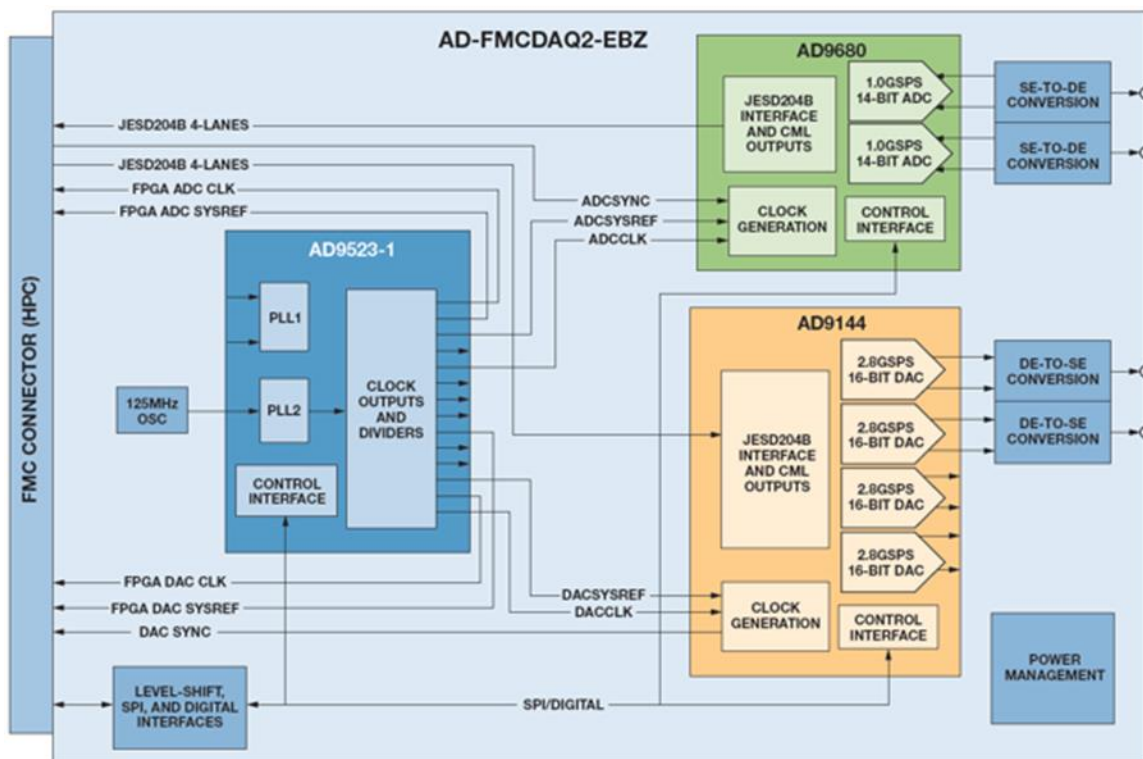 AD-FMCDAQ2-EBZ
FMC CONNECTOR (HPC)
JESD204B 4-LANES
JESD204B 4-LANES
FPGA ADC CLK
FPGA ADC SYSREF
AD9523-1
PLL1
PLL2
125MHz
OSC
CLOCK
OUTPUTS
AND
DIVIDERS
CONTROL
INTERFACE
FPGA DAC CLK
FPGA DAC SYSREF
DAC SYNC
LEVEL-SHIFT,
SPI, AND DIGITAL
INTERFACES
SPI/DIGITAL
ADCSYNC
ADCSYSREF
ADCCLK
AD9680
JESD204B
INTERFACE
AND CML
OUTPUTS
1.0GSPS
14-BIT ADC
1.0GSPS
14-BIT ADC
CLOCK
GENERATION
CONTROL
INTERFACE
SE-TO-DE
CONVERSION
SE-TO-DE
CONVERSION
AD9144
JESD204B
INTERFACE
AND CML
OUTPUTS
2.8GSPS
16-BIT DAC
2.8GSPS
16-BIT DAC
2.8GSPS
16-BIT DAC
2.8GSPS
16-BIT DAC
DACSYSREF
DACCLK
CLOCK
GENERATION
CONTROL
INTERFACE
DE-TO-SE
CONVERSION
DE-TO-SE
CONVERSION
POWER
MANAGEMENT